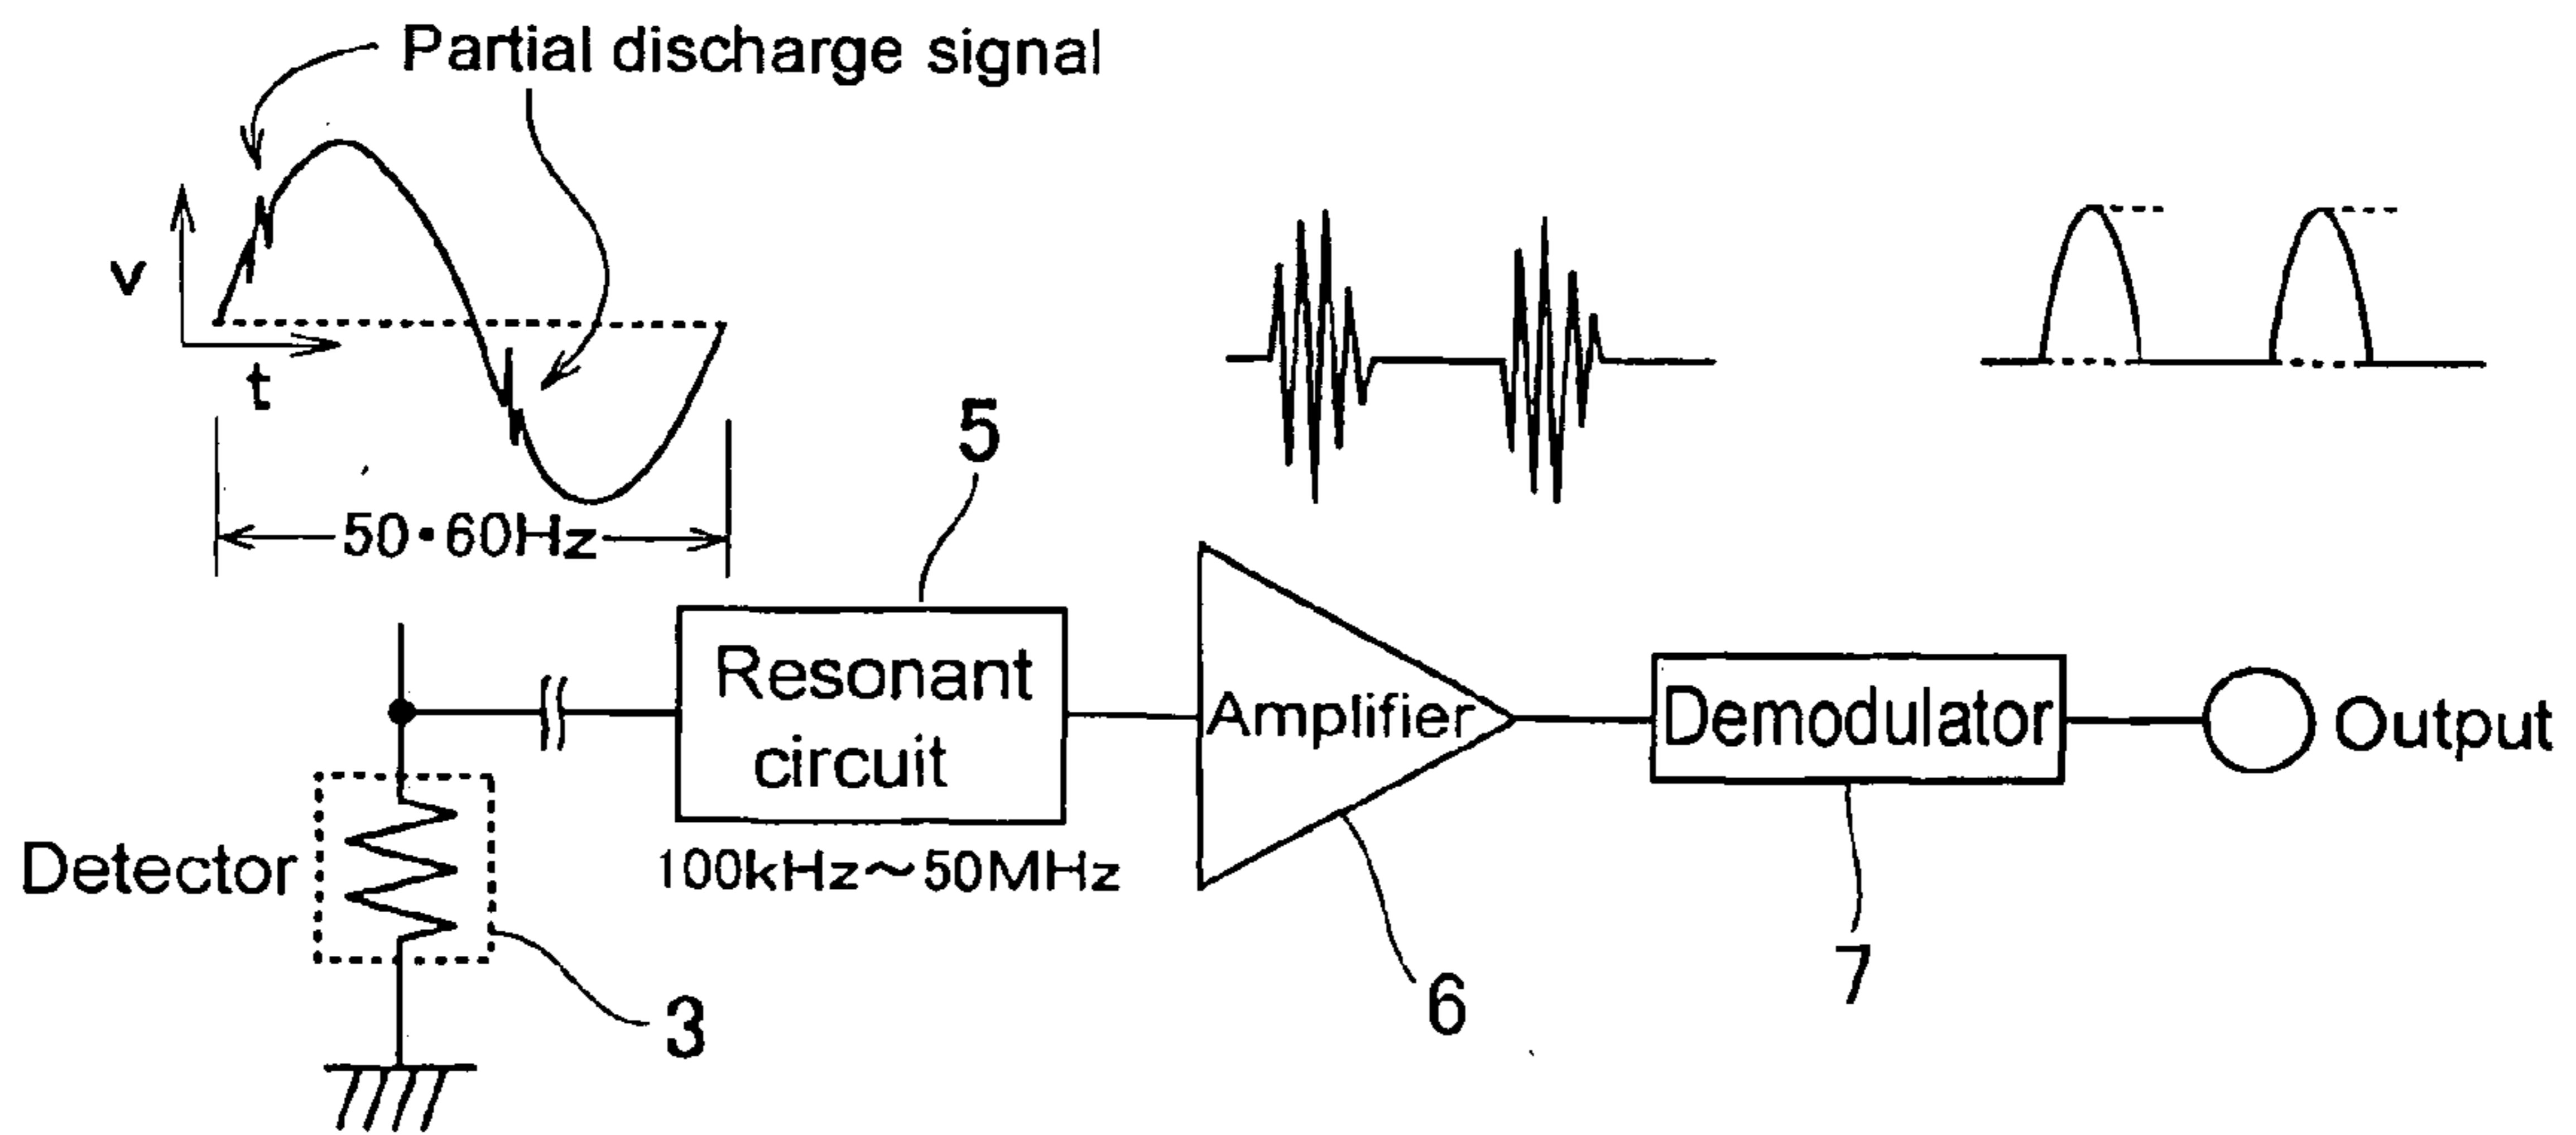 Partial discharge signal
v
t
50・60Hz
5
Resonant
circuit
100kHz～50MHz
Amplifier
Demodulator
Output
Detector
3
6
7